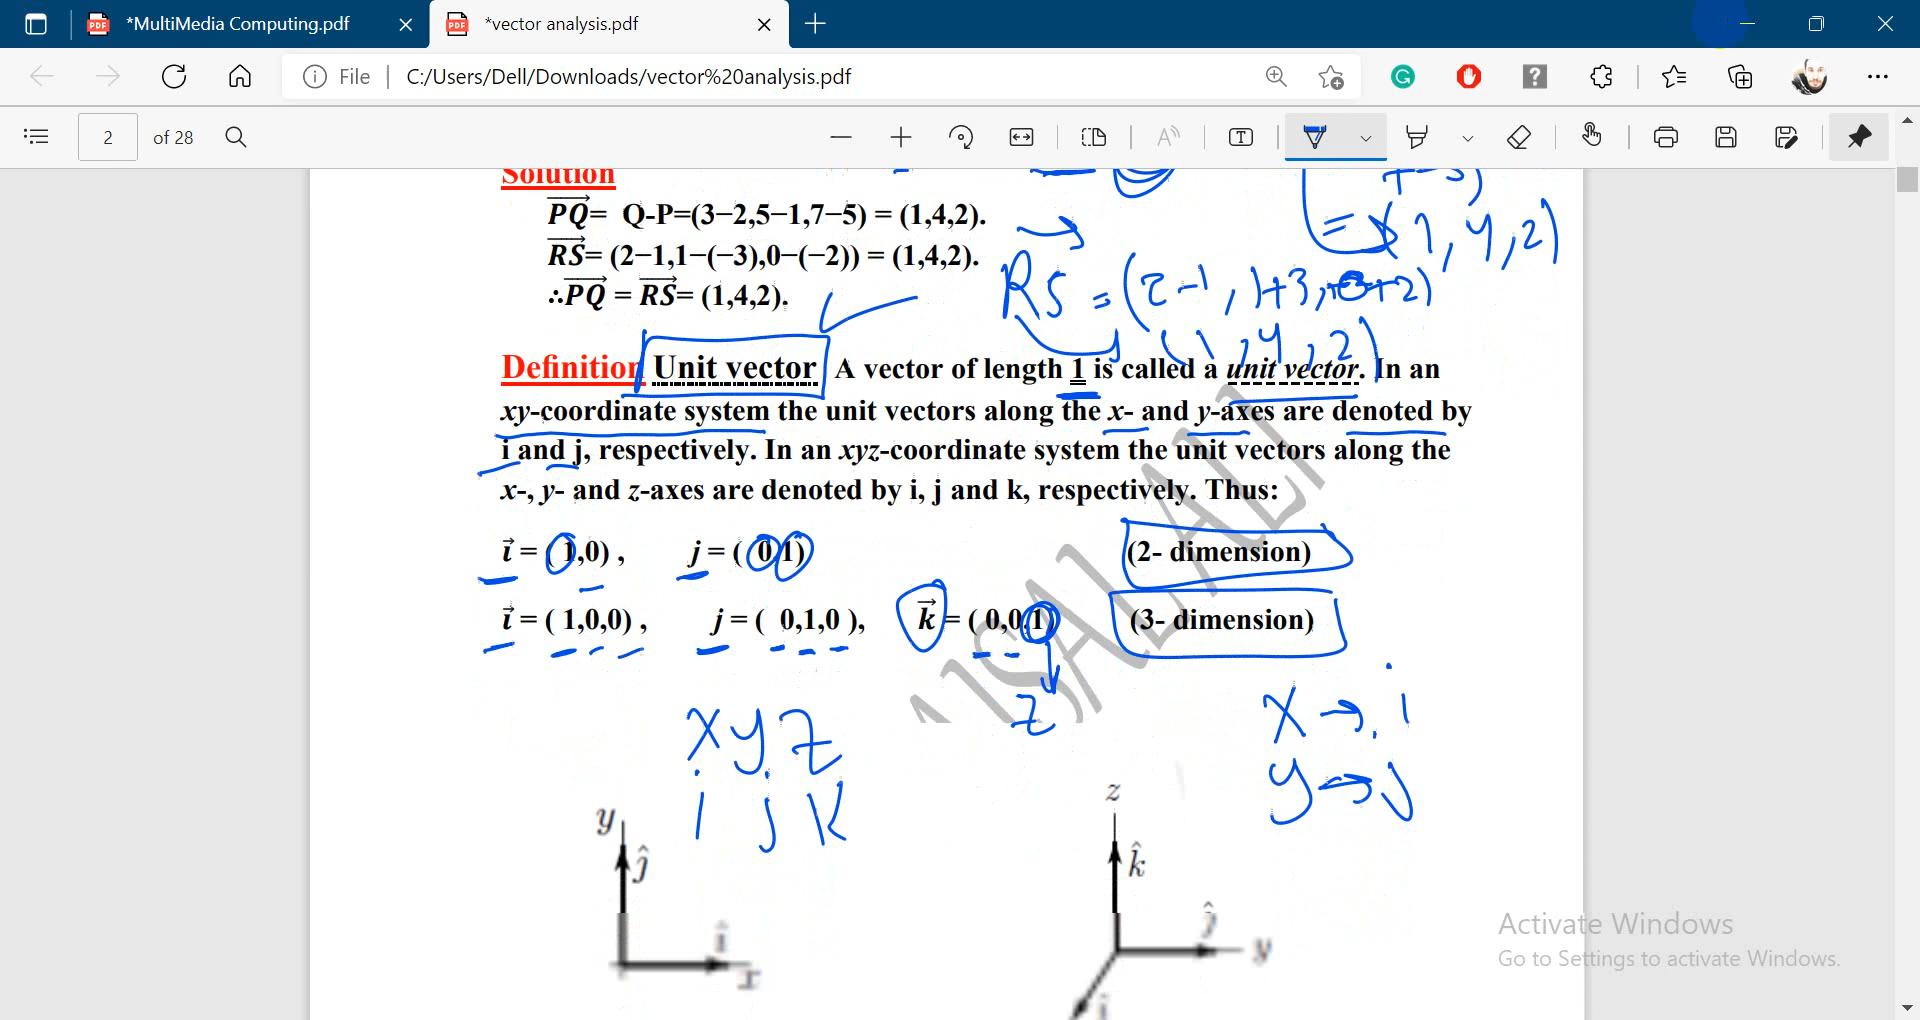 *MultiMedia Computing.pdf
*vector analysis.pdf
File
C:/Users/Dell/Downloads/vector%20analysis.pdf
2 of 28
Solution
PQ= Q-P=(3−2,5−1,7−5) = (1,4,2).
RS= (2−1,1−(−3),0−(−2)) = (1,4,2).
∴PQ = RS= (1,4,2).
= (1,4,2)
RS = (2-1, 1+3, 0+2)
(1,4,2)
Definition Unit vector A vector of length 1 is called a unit vector. In an
xy-coordinate system the unit vectors along the x- and y-axes are denoted by
i and j, respectively. In an xyz-coordinate system the unit vectors along the
x-, y- and z-axes are denoted by i, j and k, respectively. Thus:
i⃗ = ( 1,0) , j = ( 0,1) (2- dimension)
i⃗ = ( 1,0,0) , j = ( 0,1,0 ), k⃗ = ( 0,0,1) (3- dimension)
z
x y z
i j k
x → i
y → j
y
ĵ
î
x
z
k̂
ĵ
y
î
Activate Windows
Go to Settings to activate Windows.